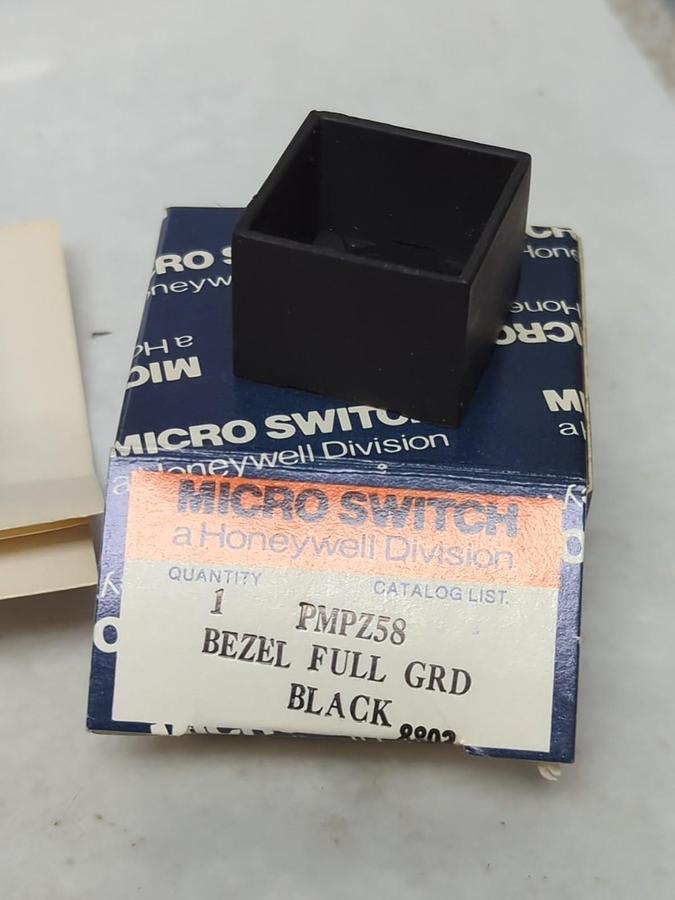 MICRO SWITCH
a Honeywell Division
MICRO SWITCH
a Honeywell Division
QUANTITY CATALOG LIST.
1 PMPZ58
BEZEL FULL GRD
BLACK